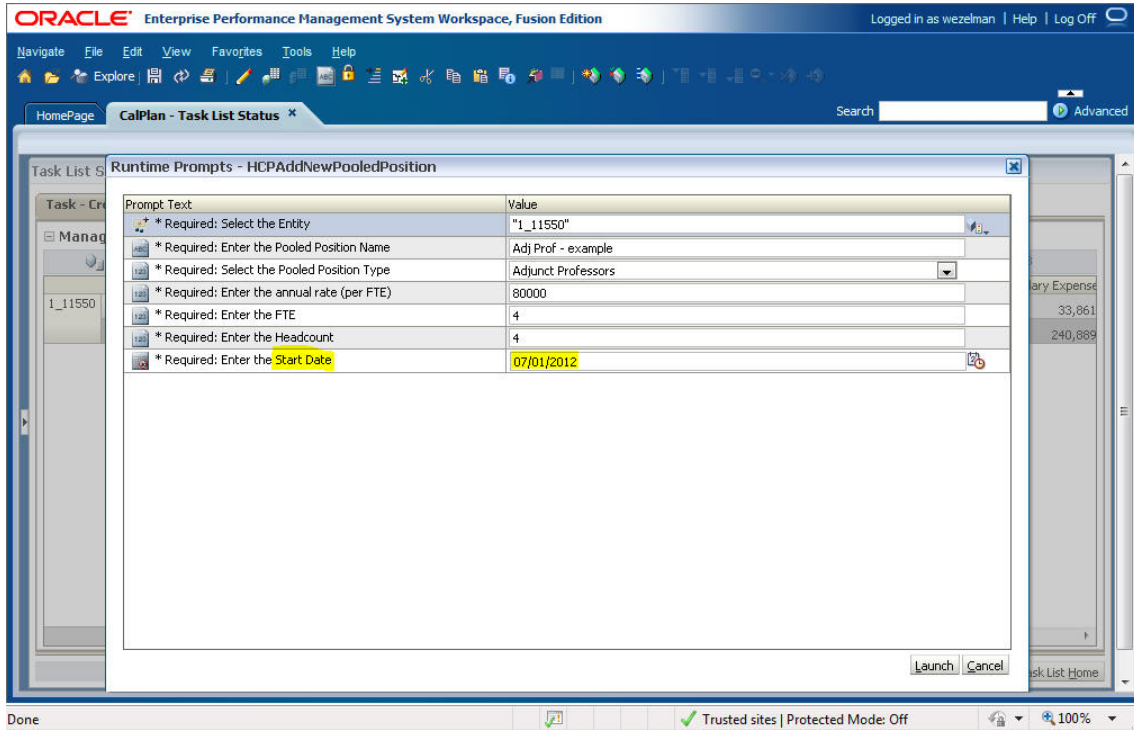 ORACLE Enterprise Performance Management System Workspace, Fusion Edition Logged in as wezelman | Help | Log Off
Navigate File Edit View Favorites Tools Help
Explore
HomePage CalPlan - Task List Status × Search Advanced
Task List S
Runtime Prompts - HCPAddNewPooledPosition
Task - Cre
Prompt Text Value
* Required: Select the Entity "1_11550"
Manag
* Required: Enter the Pooled Position Name Adj Prof - example
* Required: Select the Pooled Position Type Adjunct Professors
* Required: Enter the annual rate (per FTE) 80000
ary Expense
1_11550
* Required: Enter the FTE 4
33,861
* Required: Enter the Headcount 4
240,889
* Required: Enter the Start Date 07/01/2012
Launch Cancel
sk List Home
Done Trusted sites | Protected Mode: Off 100%